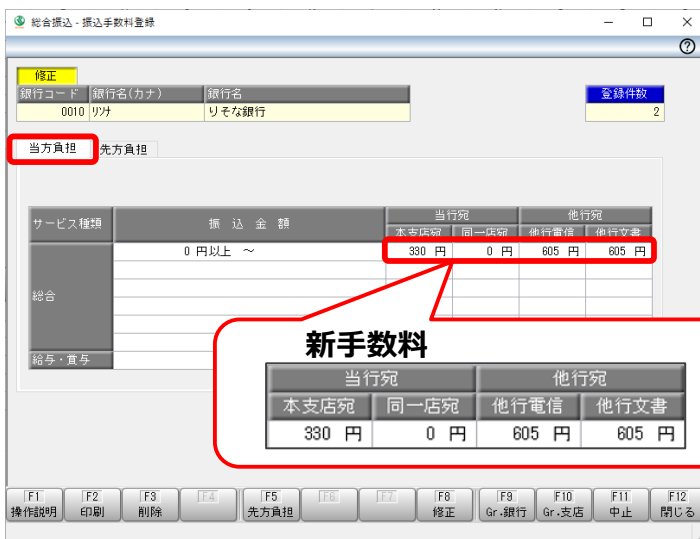 総合振込 - 振込手数料登録
修正
銀行コード 銀行名(カナ) 銀行名 登録件数
0010 リソナ りそな銀行 2
当方負担 先方負担
サービス種類 振込金額 当行宛 他行宛
本支店宛 同一店宛 他行電信 他行文書
0 円以上 ～ 330 円 0 円 605 円 605 円
総合
給与・賞与
新手数料
当行宛 他行宛
本支店宛 同一店宛 他行電信 他行文書
330 円 0 円 605 円 605 円
F1 F2 F3 F4 F5 F6 F7 F8 F9 F10 F11 F12
操作説明 印刷 削除 先方負担 修正 Gr.銀行 Gr.支店 中止 閉じる